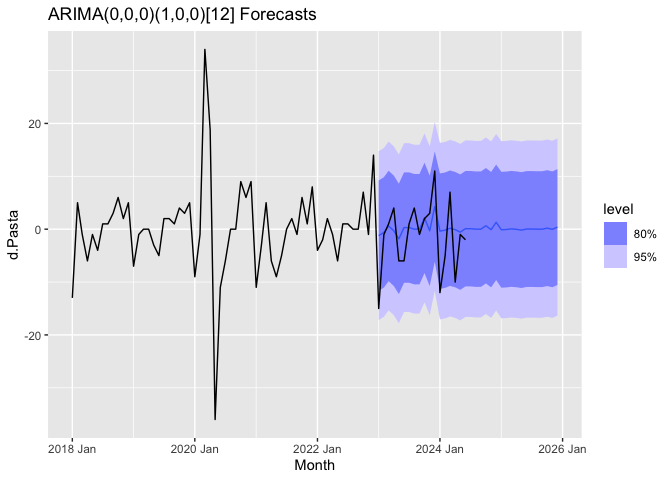 ARIMA(0,0,0)(1,0,0)[12] Forecasts
d.Pasta
20
0
-20
2018 Jan
2020 Jan
2022 Jan
2024 Jan
2026 Jan
Month
level
80%
95%